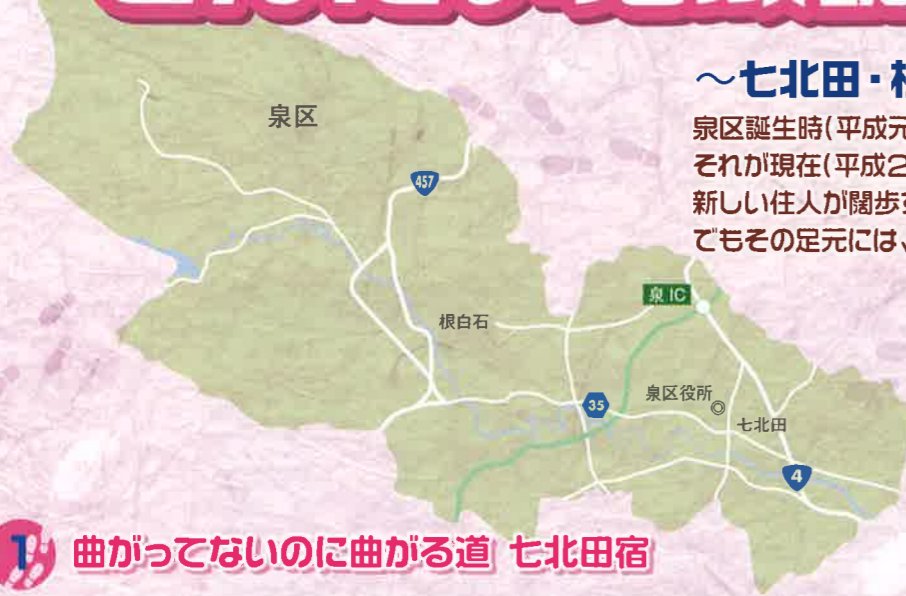 ～七北田・
泉区誕生時(平成元
それが現在(平成2
新しい住人が闊歩す
でもその足元には、
泉区
457
泉 IC
根白石
泉区役所
35
七北田
4
1 曲がってないのに曲がる道 七北田宿